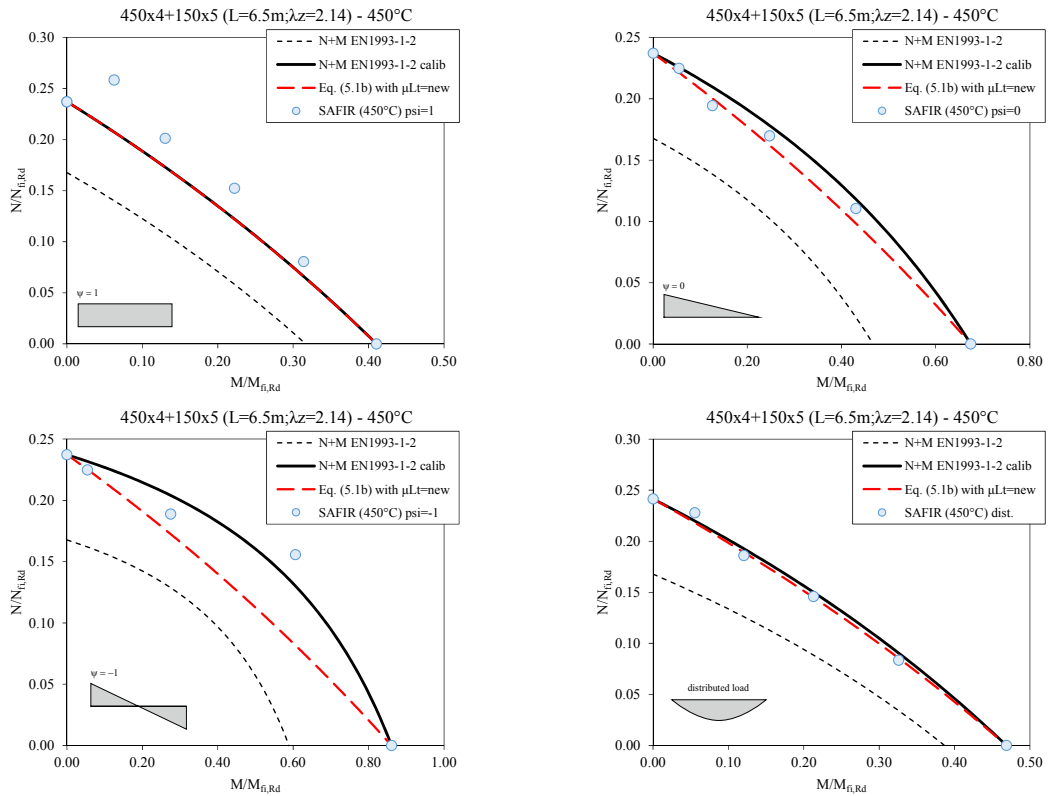 450x4+150x5 (L=6.5m;λz=2.14) - 450°C
N+M EN1993-1-2
N+M EN1993-1-2 calib
Eq. (5.1b) with μLt=new
SAFIR (450°C) psi=1
0.30
0.25
0.20
0.15
0.10
0.05
0.00
N/Nfi,Rd
ψ = 1
0.00 0.10 0.20 0.30 0.40 0.50
M/Mfi,Rd
450x4+150x5 (L=6.5m;λz=2.14) - 450°C
N+M EN1993-1-2
N+M EN1993-1-2 calib
Eq. (5.1b) with μLt=new
SAFIR (450°C) psi=0
0.25
0.20
0.15
0.10
0.05
0.00
N/Nfi,Rd
ψ = 0
0.00 0.20 0.40 0.60 0.80
M/Mfi,Rd
450x4+150x5 (L=6.5m;λz=2.14) - 450°C
N+M EN1993-1-2
N+M EN1993-1-2 calib
Eq. (5.1b) with μLt=new
SAFIR (450°C) psi=-1
0.25
0.20
0.15
0.10
0.05
0.00
N/Nfi,Rd
ψ = −1
0.00 0.20 0.40 0.60 0.80 1.00
M/Mfi,Rd
450x4+150x5 (L=6.5m;λz=2.14) - 450°C
N+M EN1993-1-2
N+M EN1993-1-2 calib
Eq. (5.1b) with μLt=new
SAFIR (450°C) dist.
0.30
0.25
0.20
0.15
0.10
0.05
0.00
N/Nfi,Rd
distributed load
0.00 0.10 0.20 0.30 0.40 0.50
M/Mfi,Rd